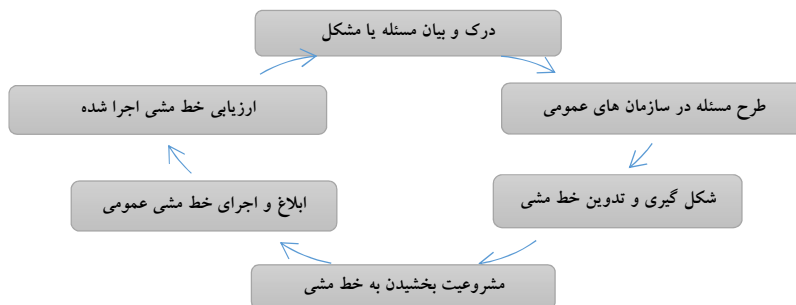 درک و بیان مسئله یا مشکل
طرح مسئله در سازمان های عمومی
شکل گیری و تدوین خط مشی
مشروعیت بخشیدن به خط مشی
ابلاغ و اجرای خط مشی عمومی
ارزیابی خط مشی اجرا شده